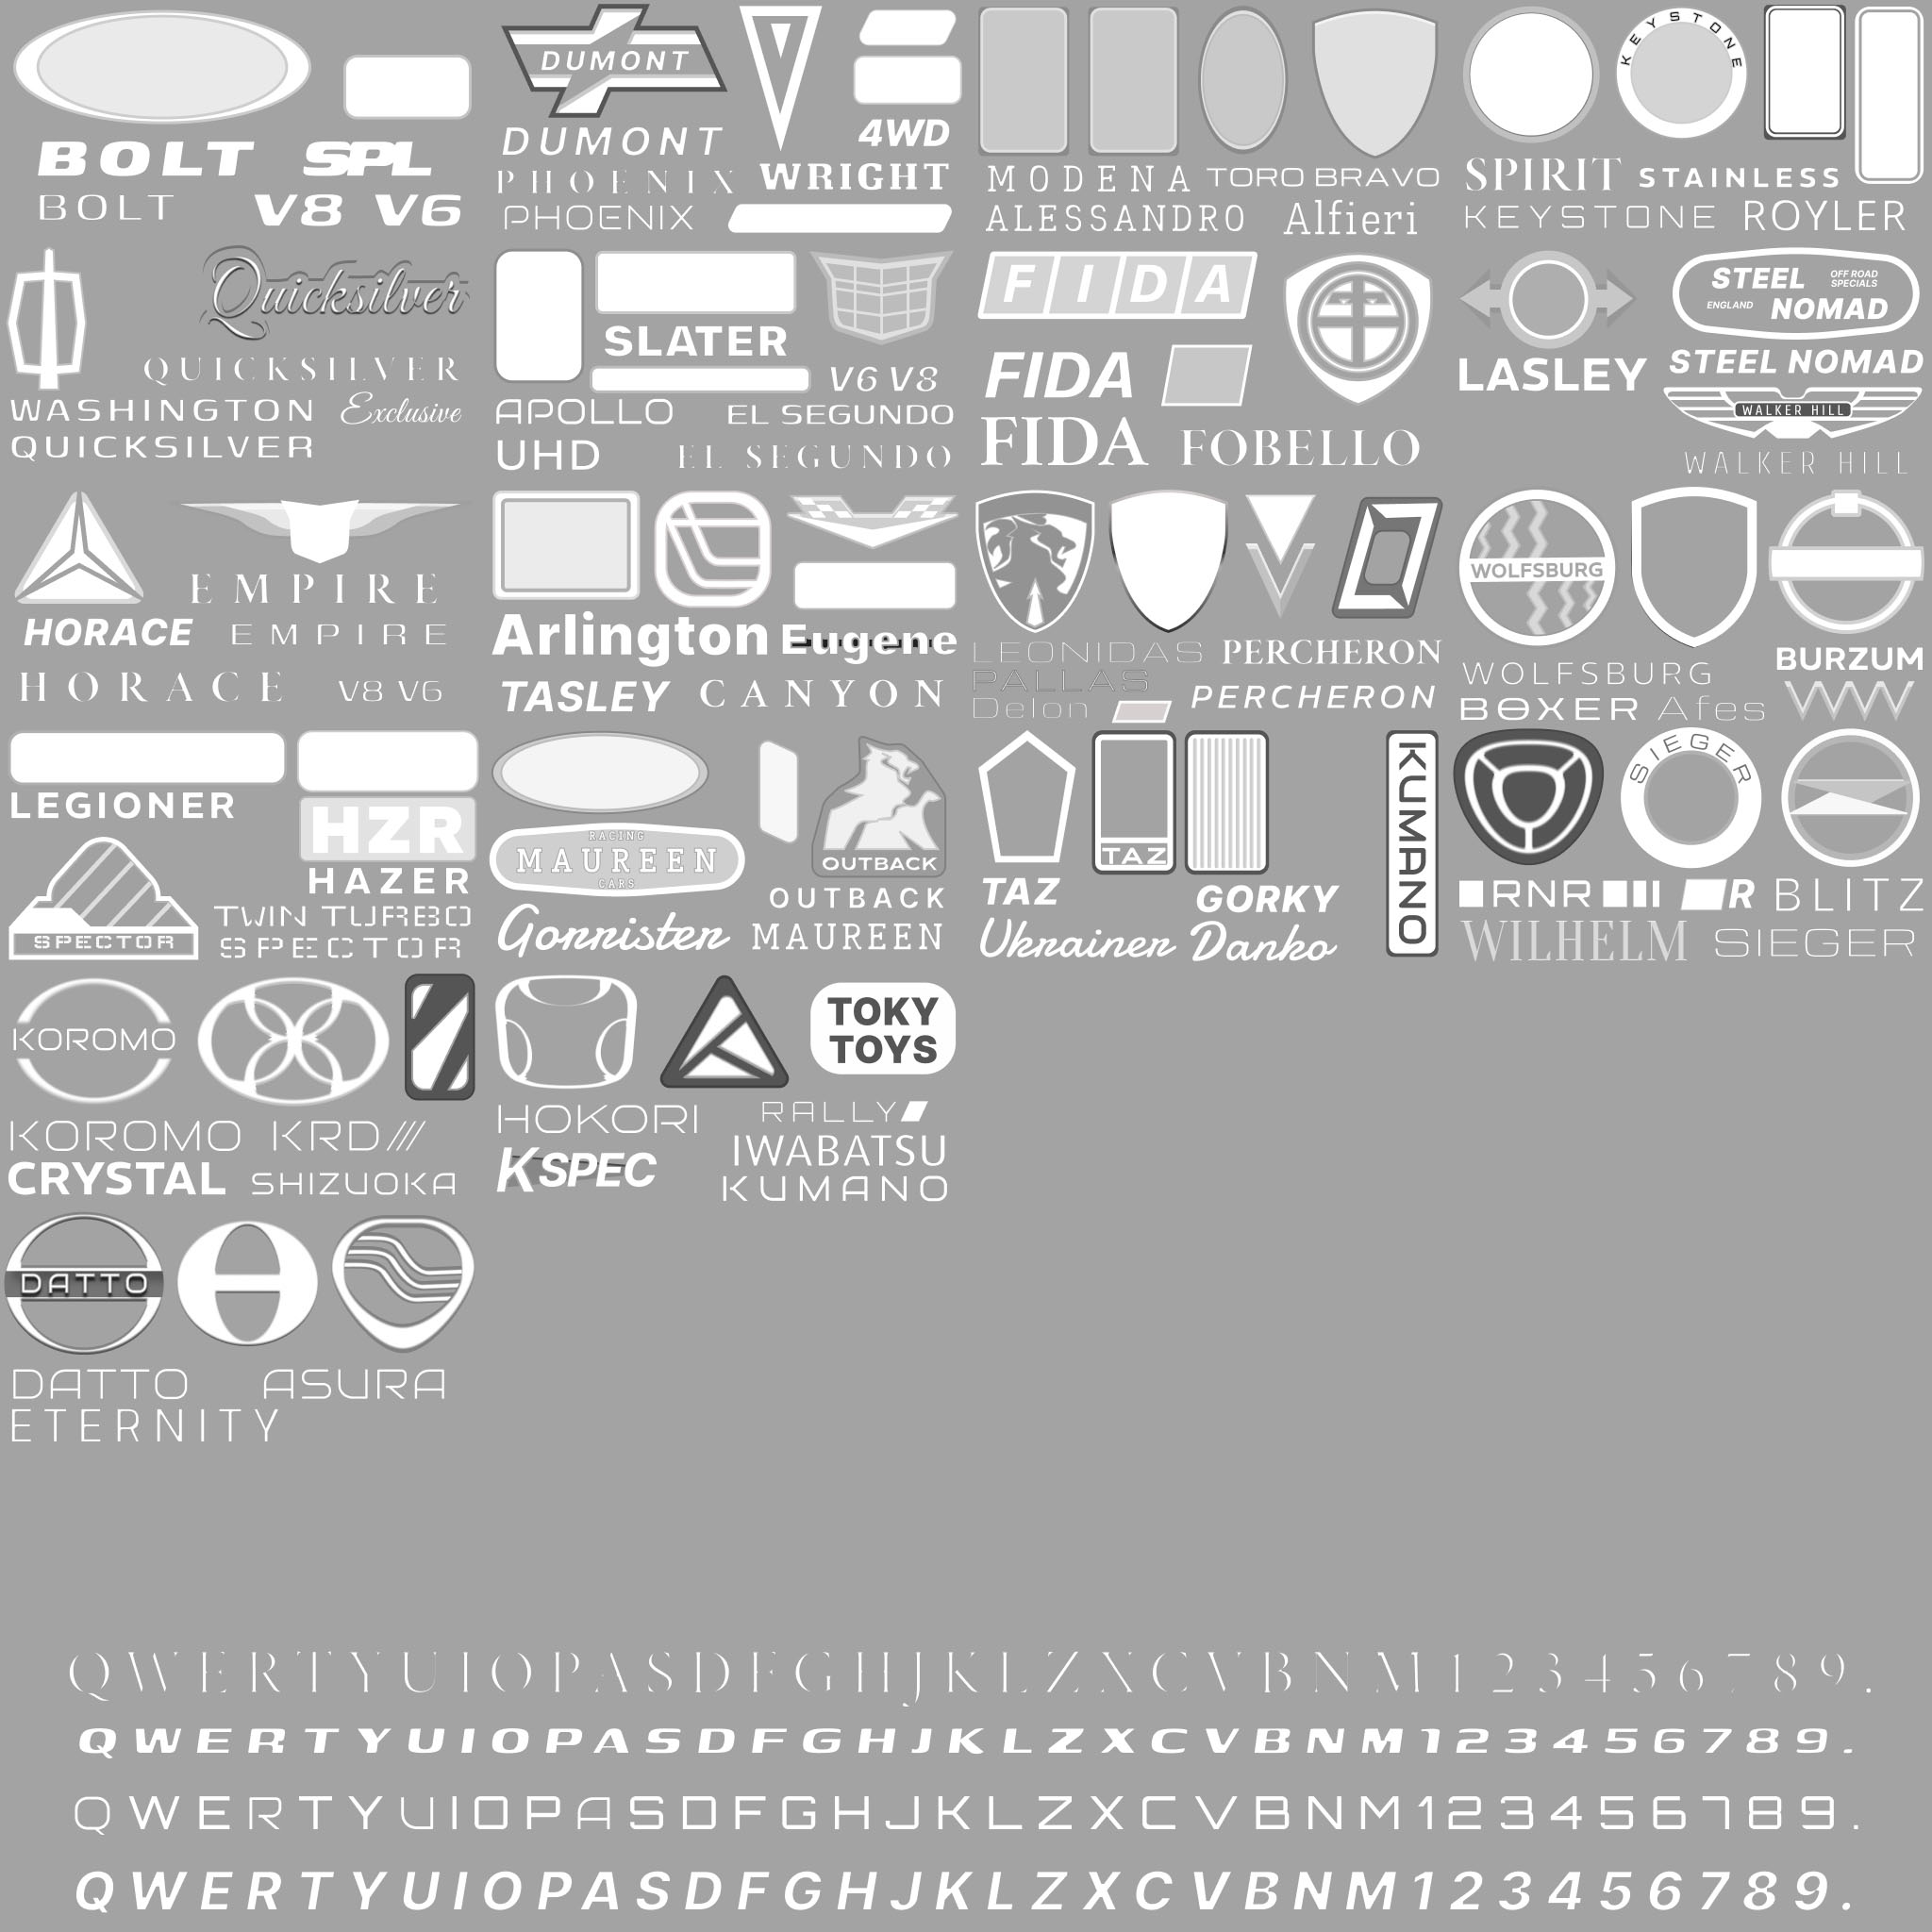 BOLT SPL
BOLT V8 V6
DUMONT
DUMONT
PHOENIX
PHOENIX
4WD
WRIGHT
MODENA TORO BRAVO
ALESSANDRO Alfieri
KEYSTONE
SPIRIT STAINLESS
KEYSTONE ROYLER
Quicksilver
QUICKSILVER
WASHINGTON Exclusive
QUICKSILVER
SLATER
V6 V8
APOLLO EL SEGUNDO
UHD EL SEGUNDO
FIDA
FIDA
FIDA FOBELLO
LASLEY
STEEL OFF ROAD SPECIALS
ENGLAND NOMAD
STEEL NOMAD
WALKER HILL
WALKER HILL
EMPIRE
HORACE EMPIRE
HORACE V8 V6
Arlington Eugene
TASLEY CANYON
LEONIDAS PERCHERON
PALLAS
Delon PERCHERON
WOLFSBURG
WOLFSBURG BURZUM
BOXER Afes
LEGIONER
HZR
HAZER
SPECTOR
TWIN TURBO
SPECTOR
RACING
MAUREEN
CARS
OUTBACK
OUTBACK
Gorrister MAUREEN
TAZ
TAZ GORKY
Ukrainer Danko
KUMANO
SIEGER
RNR R BLITZ
WILHELM SIEGER
KOROMO
KOROMO KRD///
CRYSTAL SHIZUOKA
TOKY
TOYS
HOKORI RALLY
KSPEC IWABATSU
KUMANO
DATTO
DATTO ASURA
ETERNITY
QWERTYUIOPASDFGHJKLZXCVBNM123456789.
QWERTYUIOPASDFGHJKLZXCVBNM123456789.
QWERTYUIOPASDFGHJKLZXCVBNM123456789.
QWERTYUIOPASDFGHJKLZXCVBNM123456789.